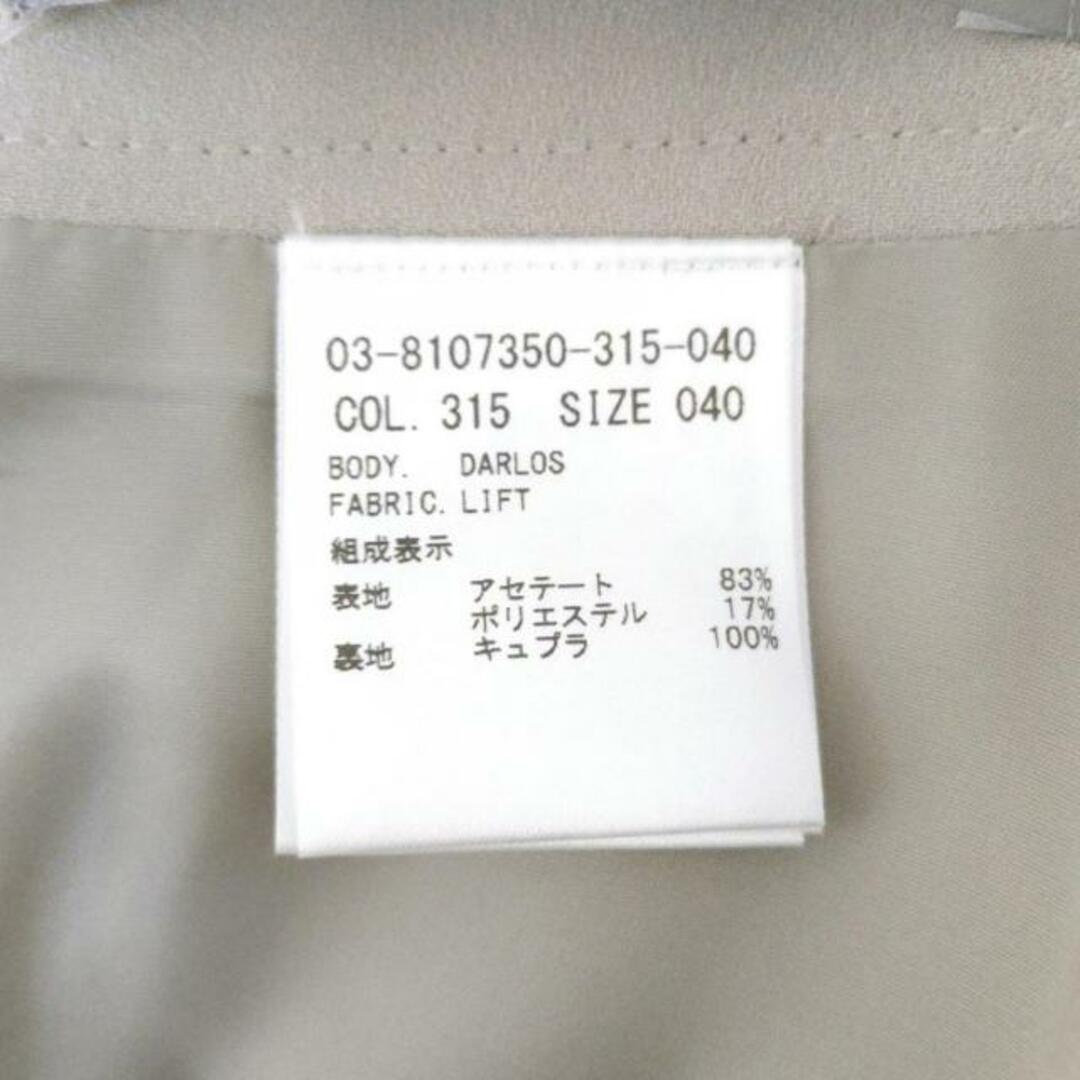 03-8107350-315-040
COL. 315 SIZE 040
BODY. DARLOS
FABRIC. LIFT
組成表示
表地 アセテート 83%
ポリエステル 17%
裏地 キュプラ 100%